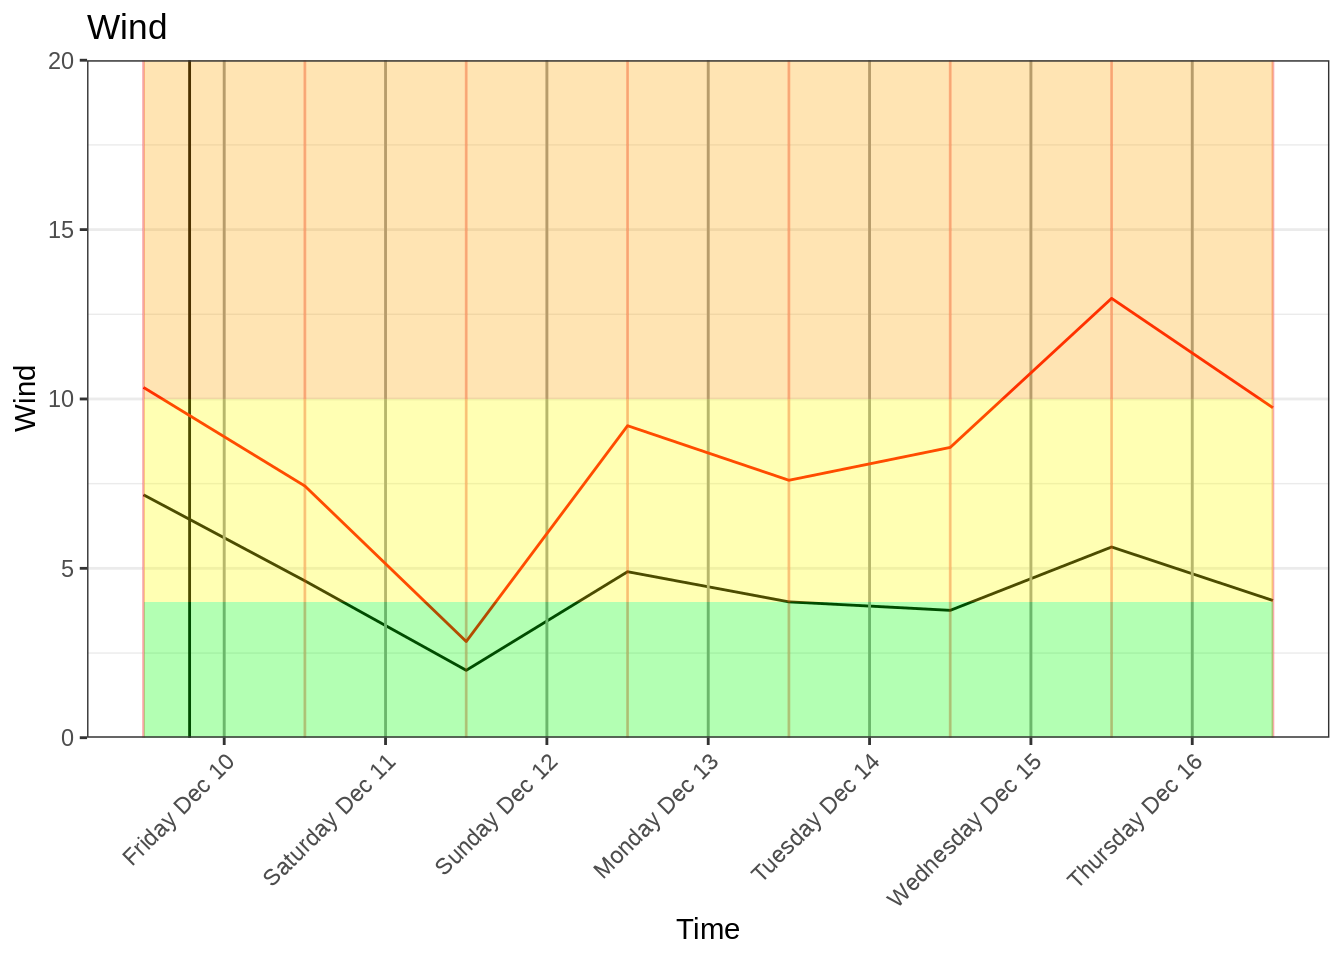 Wind
20
15
10
5
0
Wind
Friday Dec 10
Saturday Dec 11
Sunday Dec 12
Monday Dec 13
Tuesday Dec 14
Wednesday Dec 15
Thursday Dec 16
Time